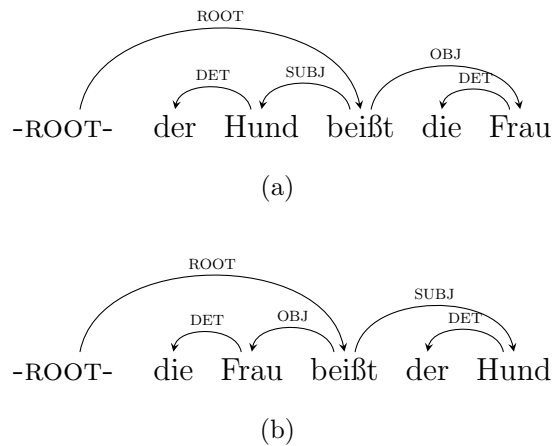 ROOT
OBJ
DET SUBJ DET
-ROOT- der Hund beißt die Frau
(a)
ROOT
SUBJ
DET OBJ DET
-ROOT- die Frau beißt der Hund
(b)